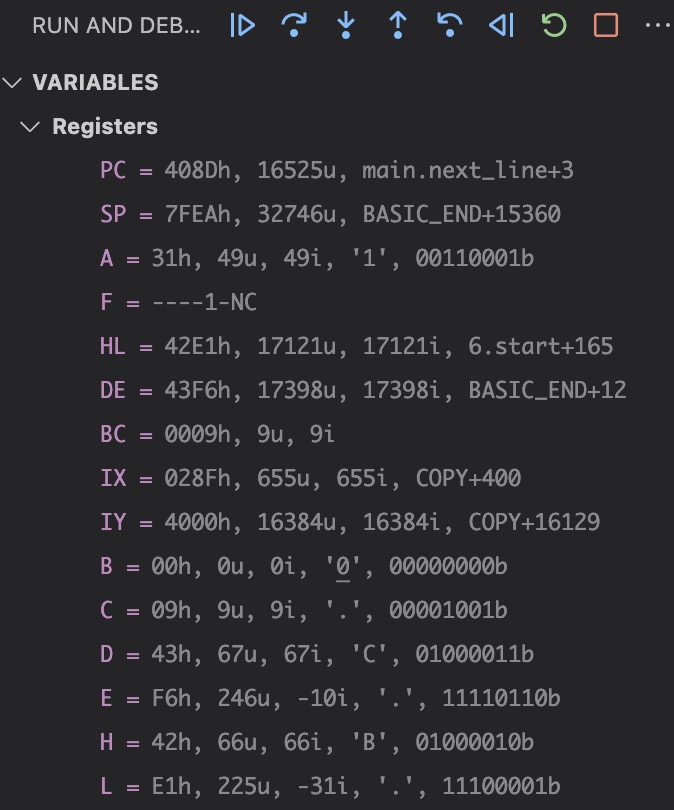 RUN AND DEB...
VARIABLES
Registers
PC = 408Dh, 16525u, main.next_line+3
SP = 7FEAh, 32746u, BASIC_END+15360
A = 31h, 49u, 49i, '1', 00110001b
F = ----1-NC
HL = 42E1h, 17121u, 17121i, 6.start+165
DE = 43F6h, 17398u, 17398i, BASIC_END+12
BC = 0009h, 9u, 9i
IX = 028Fh, 655u, 655i, COPY+400
IY = 4000h, 16384u, 16384i, COPY+16129
B = 00h, 0u, 0i, '0̲', 00000000b
C = 09h, 9u, 9i, '.', 00001001b
D = 43h, 67u, 67i, 'C', 01000011b
E = F6h, 246u, -10i, '.', 11110110b
H = 42h, 66u, 66i, 'B', 01000010b
L = E1h, 225u, -31i, '.', 11100001b